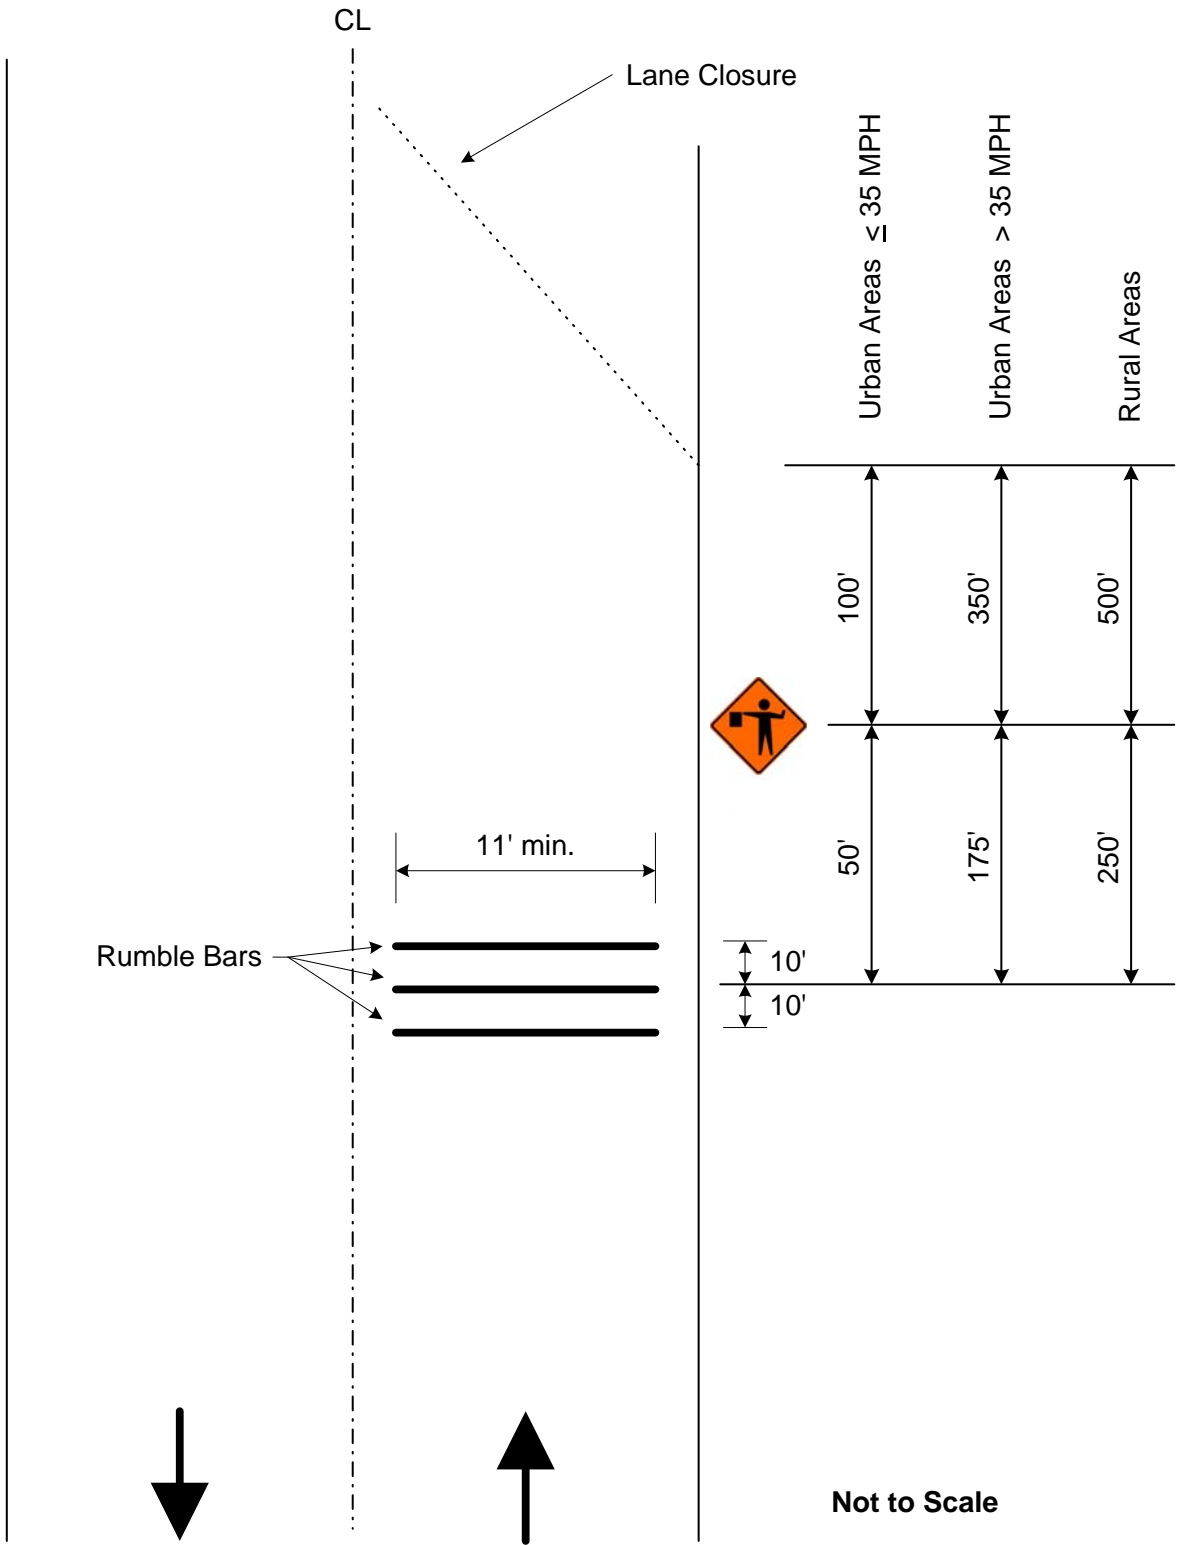 CL
Lane Closure
Urban Areas ≤ 35 MPH
Urban Areas > 35 MPH
Rural Areas
100'
350'
500'
11' min.
50'
175'
250'
Rumble Bars
10'
10'
Not to Scale